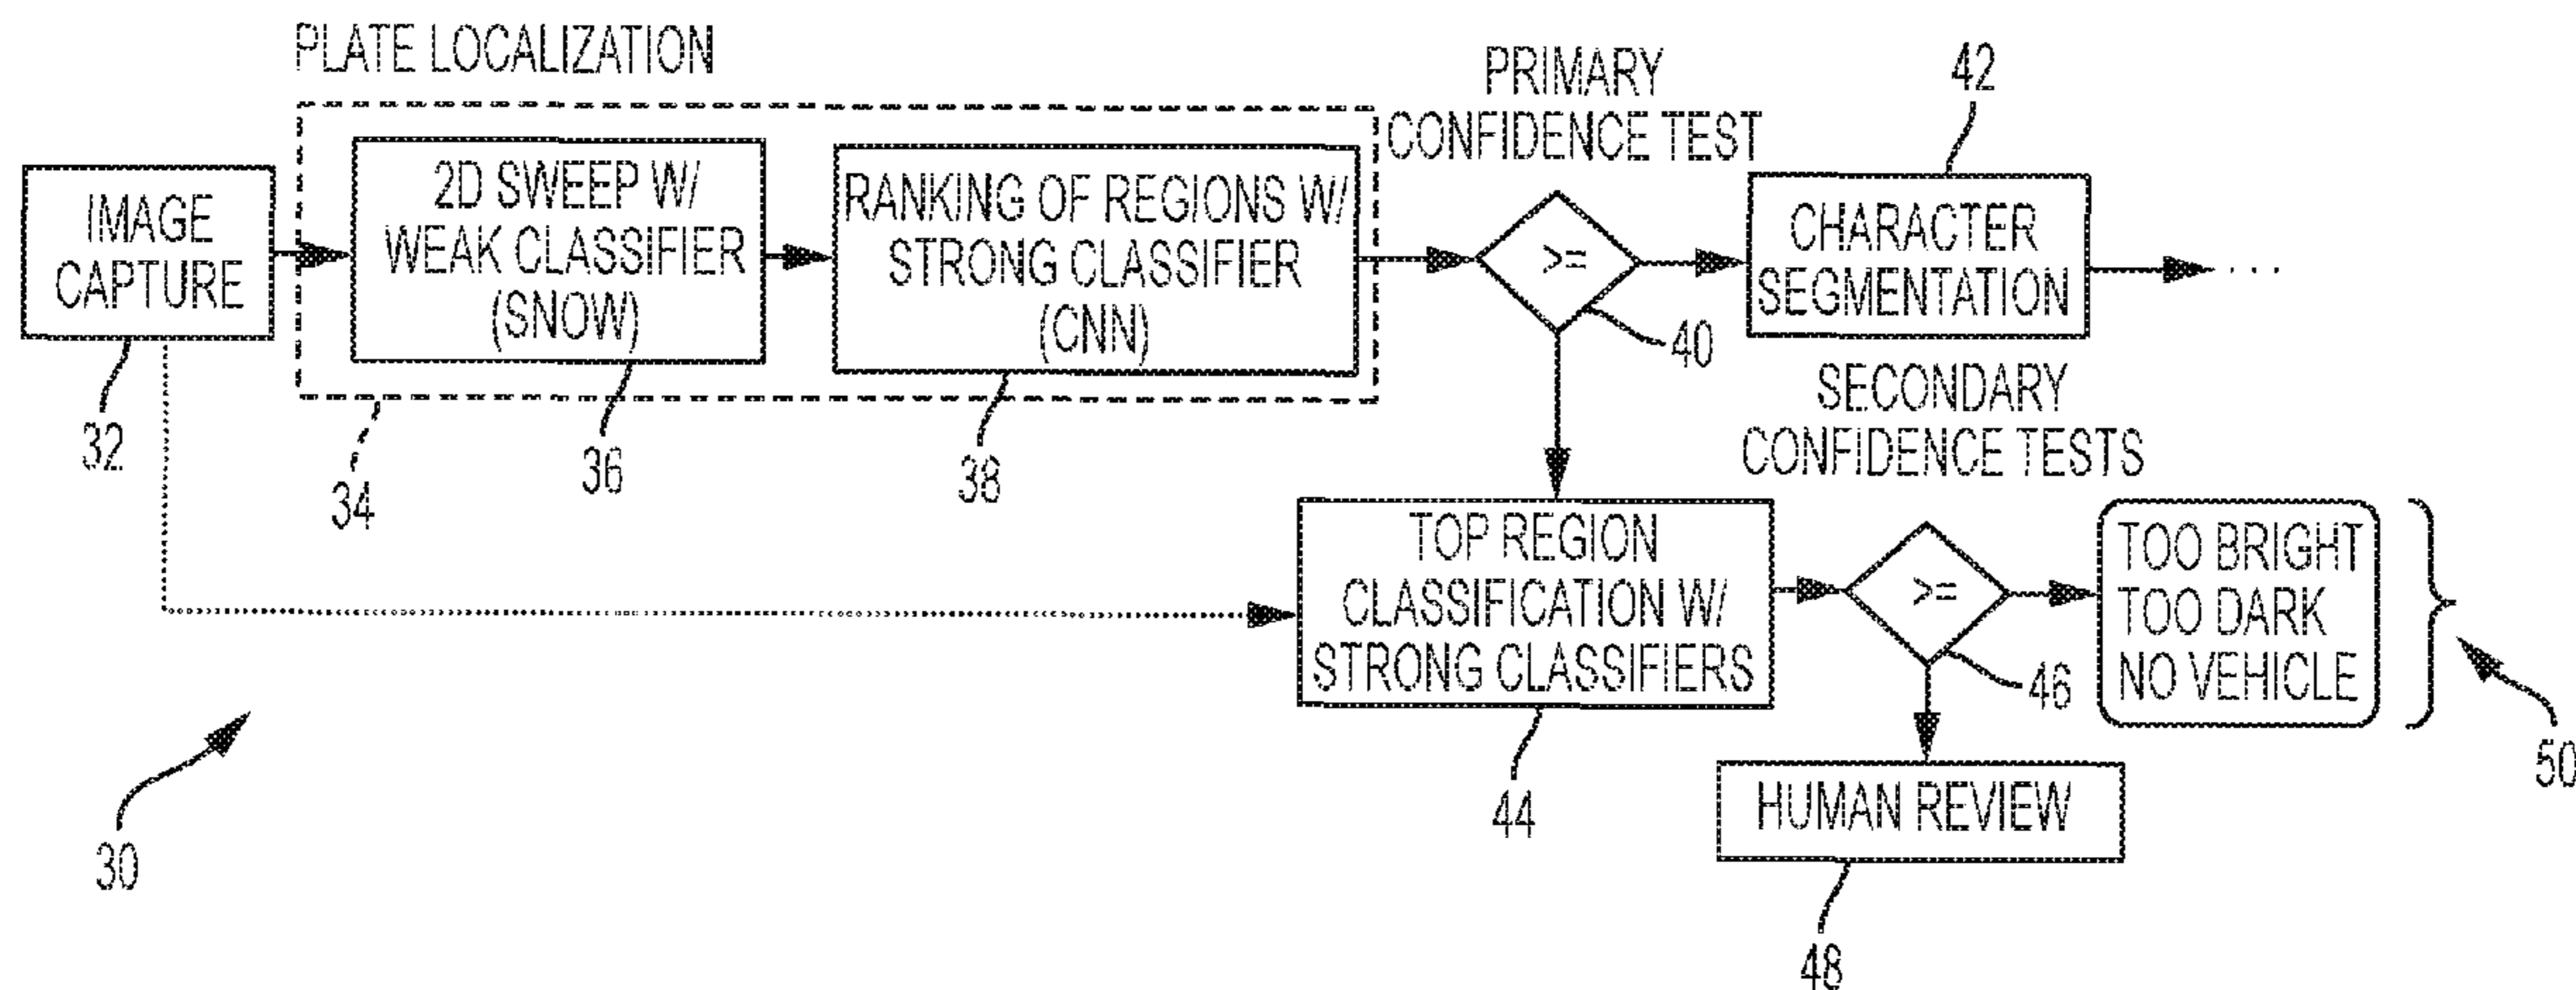 PLATE LOCALIZATION
PRIMARY
CONFIDENCE TEST
42
IMAGE
CAPTURE
2D SWEEP W/
WEAK CLASSIFIER
(SNOW)
RANKING OF REGIONS W/
STRONG CLASSIFIER
(CNN)
>=
CHARACTER
SEGMENTATION
...
40
32
34
36
38
SECONDARY
CONFIDENCE TESTS
TOP REGION
CLASSIFICATION W/
STRONG CLASSIFIERS
>=
TOO BRIGHT
TOO DARK
NO VEHICLE
46
50
44
HUMAN REVIEW
30
48